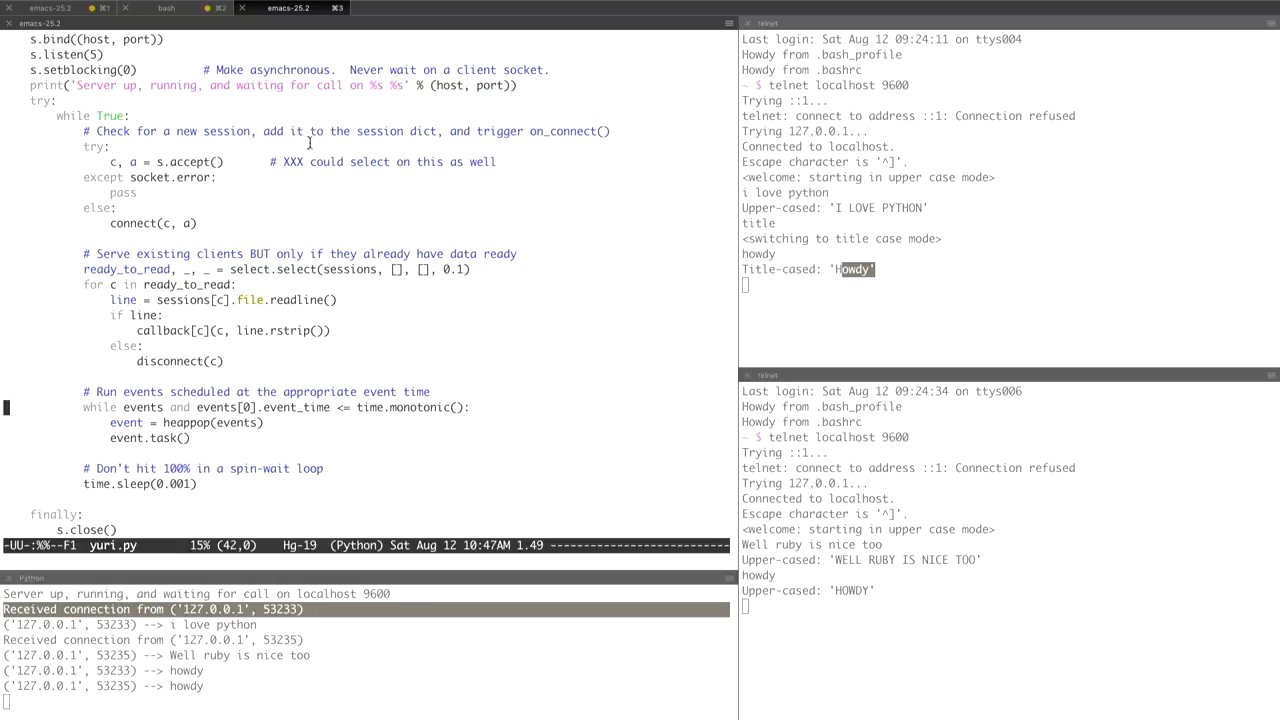 emacs-25.2 ⌘1 bash ⌘2 emacs-25.2 ⌘3
emacs-25.2
s.bind((host, port))
s.listen(5)
s.setblocking(0) # Make asynchronous. Never wait on a client socket.
print('Server up, running, and waiting for call on %s %s' % (host, port))
try:
while True:
# Check for a new session, add it to the session dict, and trigger on_connect()
try:
c, a = s.accept() # XXX could select on this as well
except socket.error:
pass
else:
connect(c, a)
# Serve existing clients BUT only if they already have data ready
ready_to_read, _, _ = select.select(sessions, [], [], 0.1)
for c in ready_to_read:
line = sessions[c].file.readline()
if line:
callback[c](c, line.rstrip())
else:
disconnect(c)
# Run events scheduled at the appropriate event time
while events and events[0].event_time <= time.monotonic():
event = heappop(events)
event.task()
# Don't hit 100% in a spin-wait loop
time.sleep(0.001)
finally:
s.close()
-UU-:%%--F1 yuri.py 15% (42,0) Hg-19 (Python) Sat Aug 12 10:47AM 1.49 ---------------------------
Python
Server up, running, and waiting for call on localhost 9600
Received connection from ('127.0.0.1', 53233)
('127.0.0.1', 53233) --> i love python
Received connection from ('127.0.0.1', 53235)
('127.0.0.1', 53235) --> Well ruby is nice too
('127.0.0.1', 53233) --> howdy
('127.0.0.1', 53235) --> howdy
telnet
Last login: Sat Aug 12 09:24:11 on ttys004
Howdy from .bash_profile
Howdy from .bashrc
~ $ telnet localhost 9600
Trying ::1...
telnet: connect to address ::1: Connection refused
Trying 127.0.0.1...
Connected to localhost.
Escape character is '^]'.
<welcome: starting in upper case mode>
i love python
Upper-cased: 'I LOVE PYTHON'
title
<switching to title case mode>
howdy
Title-cased: 'Howdy'
telnet
Last login: Sat Aug 12 09:24:34 on ttys006
Howdy from .bash_profile
Howdy from .bashrc
~ $ telnet localhost 9600
Trying ::1...
telnet: connect to address ::1: Connection refused
Trying 127.0.0.1...
Connected to localhost.
Escape character is '^]'.
<welcome: starting in upper case mode>
Well ruby is nice too
Upper-cased: 'WELL RUBY IS NICE TOO'
howdy
Upper-cased: 'HOWDY'